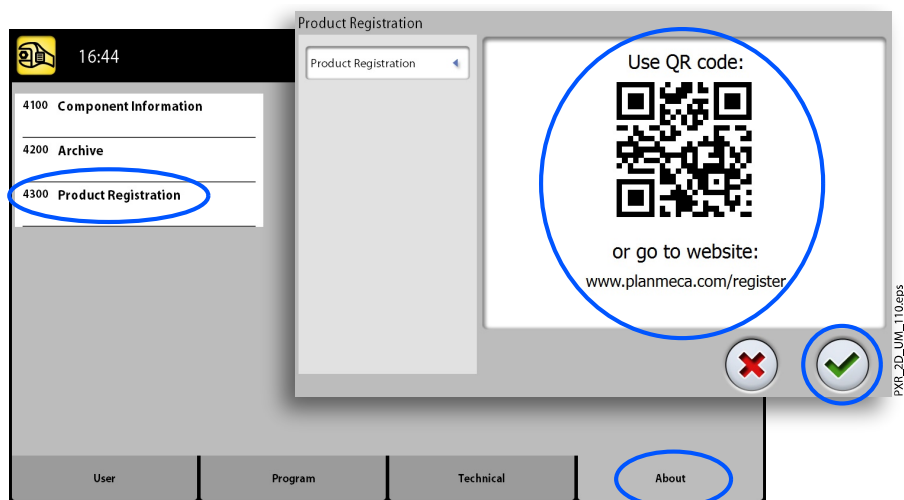 16:44
4100 Component Information
4200 Archive
4300 Product Registration
User
Program
Technical
About
Product Registration
Product Registration
Use QR code:
or go to website:
www.planmeca.com/register
PXR_2D_UM_110.eps